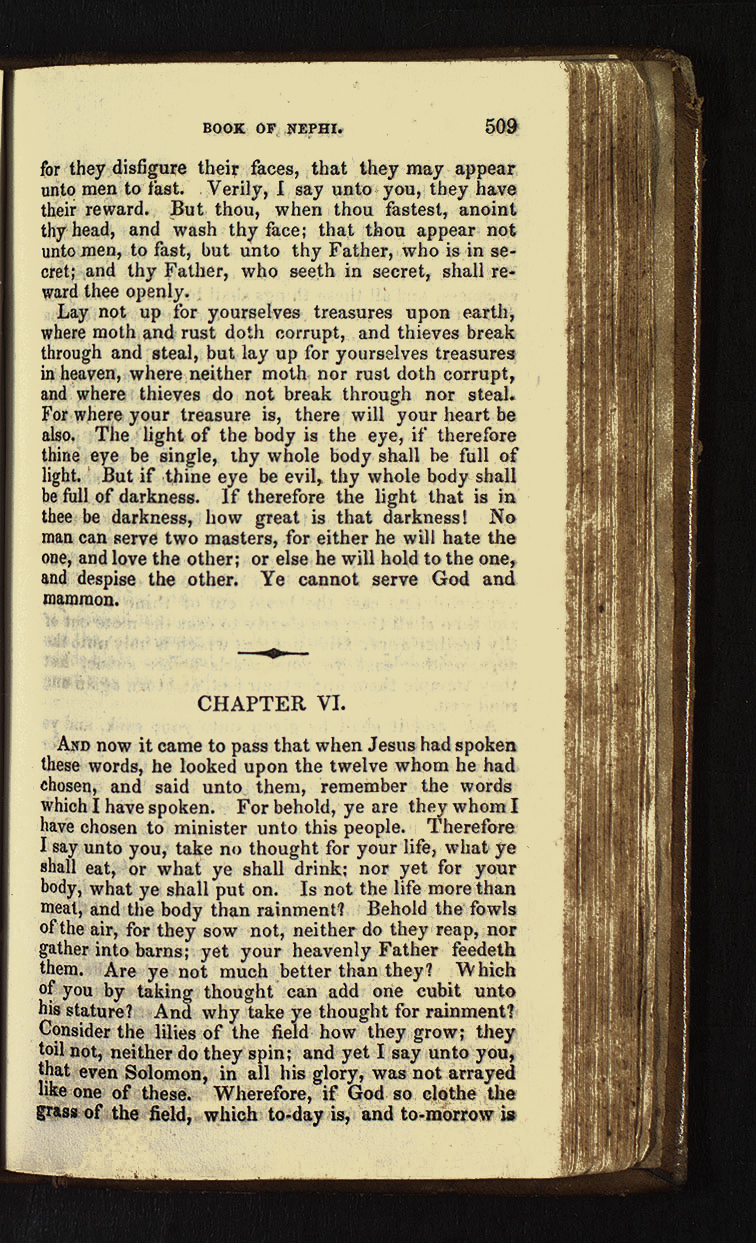 BOOK OF NEPHI. 509
for they disfigure their faces, that they may appear
unto men to fast. Verily, I say unto you, they have
their reward. But thou, when thou fastest, anoint
thy head, and wash thy face; that thou appear not
unto men, to fast, but unto thy Father, who is in se-
cret; and thy Father, who seeth in secret, shall re-
ward thee openly.
Lay not up for yourselves treasures upon earth,
where moth and rust doth corrupt, and thieves break
through and steal, but lay up for yourselves treasures
in heaven, where neither moth nor rust doth corrupt,
and where thieves do not break through nor steal.
For where your treasure is, there will your heart be
also. The light of the body is the eye, if therefore
thine eye be single, thy whole body shall be full of
light. But if thine eye be evil, thy whole body shall
be full of darkness. If therefore the light that is in
thee be darkness, how great is that darkness! No
man can serve two masters, for either he will hate the
one, and love the other; or else he will hold to the one,
and despise the other. Ye cannot serve God and
mammon.
CHAPTER VI.
AND now it came to pass that when Jesus had spoken
these words, he looked upon the twelve whom he had
chosen, and said unto them, remember the words
which I have spoken. For behold, ye are they whom I
have chosen to minister unto this people. Therefore
I say unto you, take no thought for your life, what ye
shall eat, or what ye shall drink; nor yet for your
body, what ye shall put on. Is not the life more than
meat, and the body than rainment? Behold the fowls
of the air, for they sow not, neither do they reap, nor
gather into barns; yet your heavenly Father feedeth
them. Are ye not much better than they? Which
of you by taking thought can add one cubit unto
his stature? And why take ye thought for rainment?
Consider the lilies of the field how they grow; they
toil not, neither do they spin; and yet I say unto you,
that even Solomon, in all his glory, was not arrayed
like one of these. Wherefore, if God so clothe the
grass of the field, which to-day is, and to-morrow is